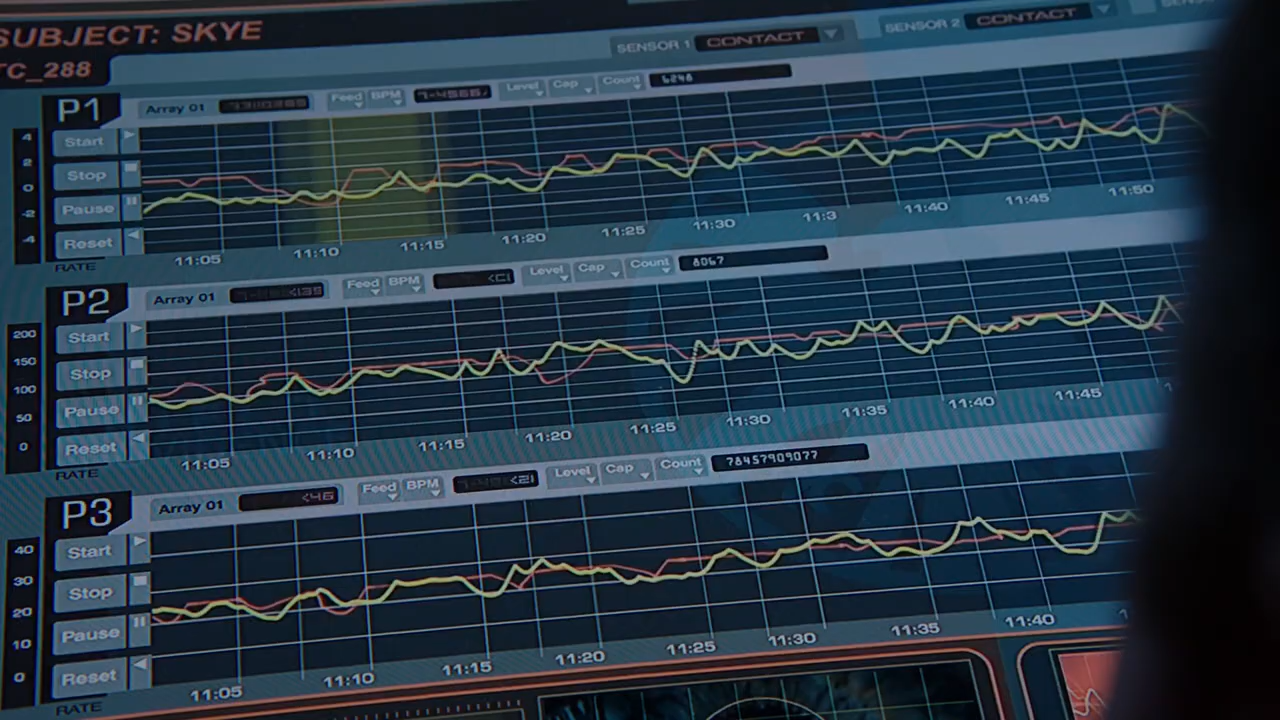 SUBJECT: SKYE
TC_288
SENSOR 1 CONTACT
SENSOR 2 CONTACT
P1 Array 01 Feed BPM Level Cap Count 6248
4 Start
2 Stop
0
-2 Pause
-4 Reset
RATE
11:05 11:10 11:15 11:20 11:25 11:30 11:3 11:40 11:45 11:50
P2 Array 01 Feed BPM Level Cap Count 8067
200 Start
150 Stop
100
50 Pause
0 Reset
RATE
11:05 11:10 11:15 11:20 11:25 11:30 11:35 11:40 11:45
P3 Array 01 <46 Feed BPM Level Cap Count 78457909077
40 Start
30 Stop
20
10 Pause
0 Reset
RATE
11:05 11:10 11:15 11:20 11:25 11:30 11:35 11:40